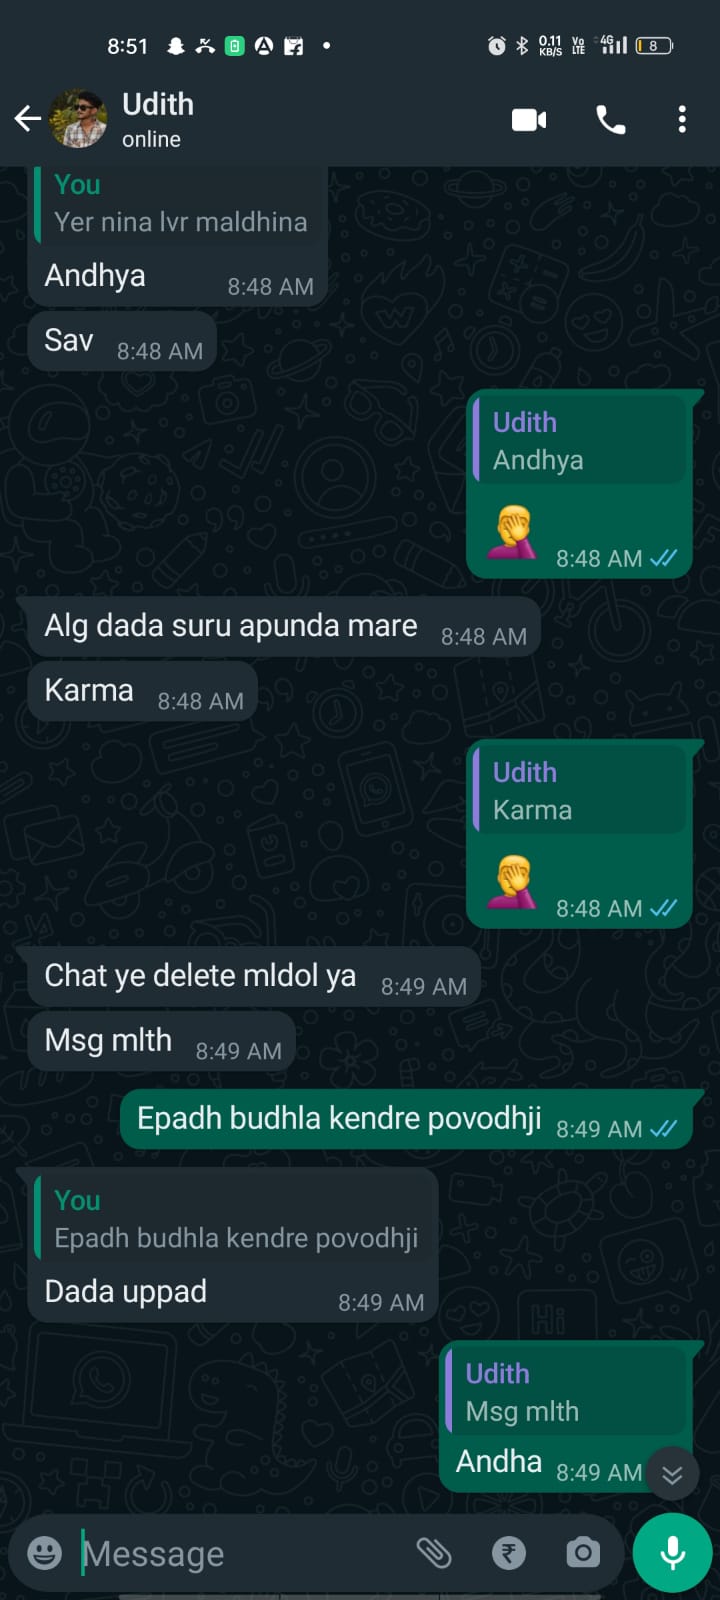 8:51
0.11 KB/S
Vo LTE
4G
8
Udith
online
You
Yer nina lvr maldhina
Andhya 8:48 AM
Sav 8:48 AM
Udith
Andhya
8:48 AM
Alg dada suru apunda mare 8:48 AM
Karma 8:48 AM
Udith
Karma
8:48 AM
Chat ye delete mldol ya 8:49 AM
Msg mlth 8:49 AM
Epadh budhla kendre povodhji 8:49 AM
You
Epadh budhla kendre povodhji
Dada uppad 8:49 AM
Udith
Msg mlth
Andha 8:49 AM
Message